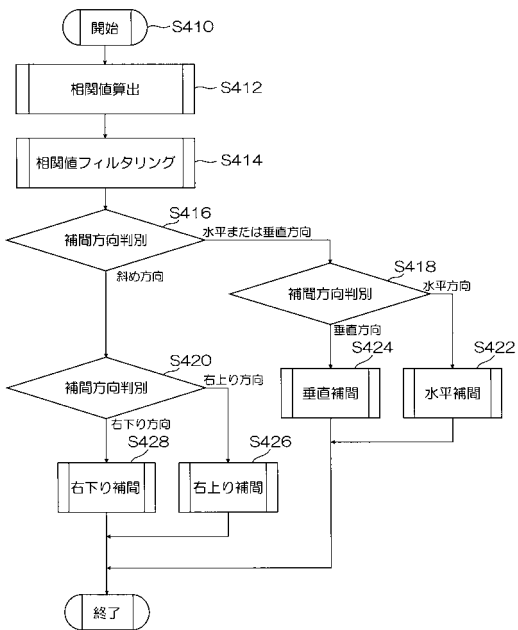 開始
S410
相関値算出
S412
相関値フィルタリング
S414
S416
補間方向判別
水平または垂直方向
斜め方向
S418
補間方向判別
水平方向
垂直方向
S420
補間方向判別
右上り方向
右下り方向
S424
垂直補間
S422
水平補間
S428
右下り補間
S426
右上り補間
終了